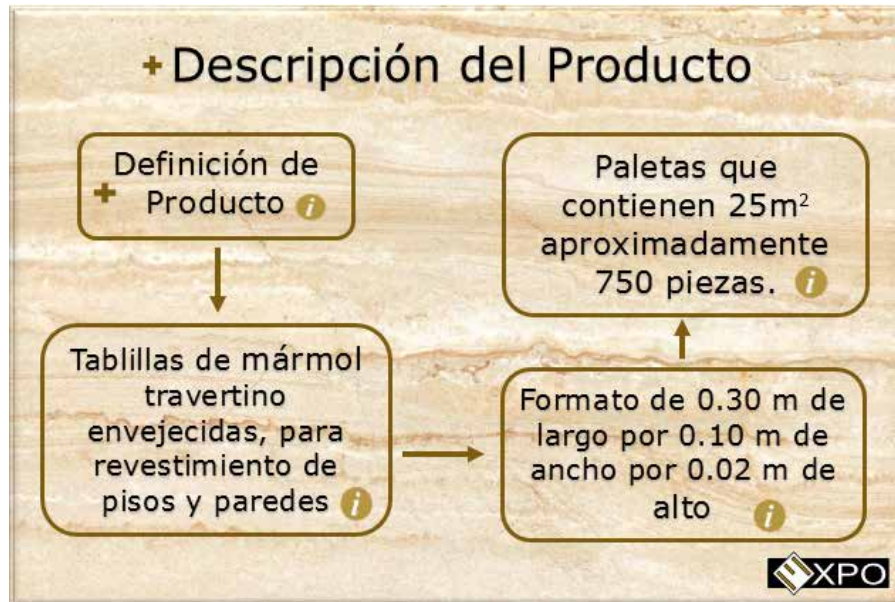 + Descripción del Producto
Definición de
+ Producto i
Tablillas de mármol
travertino
envejecidas, para
revestimiento de
pisos y paredes i
Formato de 0.30 m de
largo por 0.10 m de
ancho por 0.02 m de
alto i
Paletas que
contienen 25m²
aproximadamente
750 piezas. i
EXPO